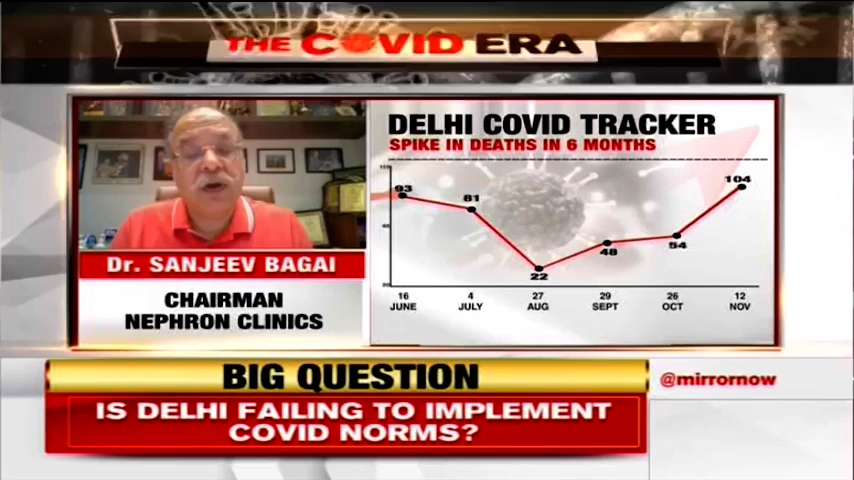 THE COVID ERA
DELHI COVID TRACKER
SPIKE IN DEATHS IN 6 MONTHS
93
81
22
48
54
104
16 JUNE
4 JULY
27 AUG
29 SEPT
26 OCT
12 NOV
Dr. SANJEEV BAGAI
CHAIRMAN
NEPHRON CLINICS
BIG QUESTION
@mirrornow
IS DELHI FAILING TO IMPLEMENT
COVID NORMS?